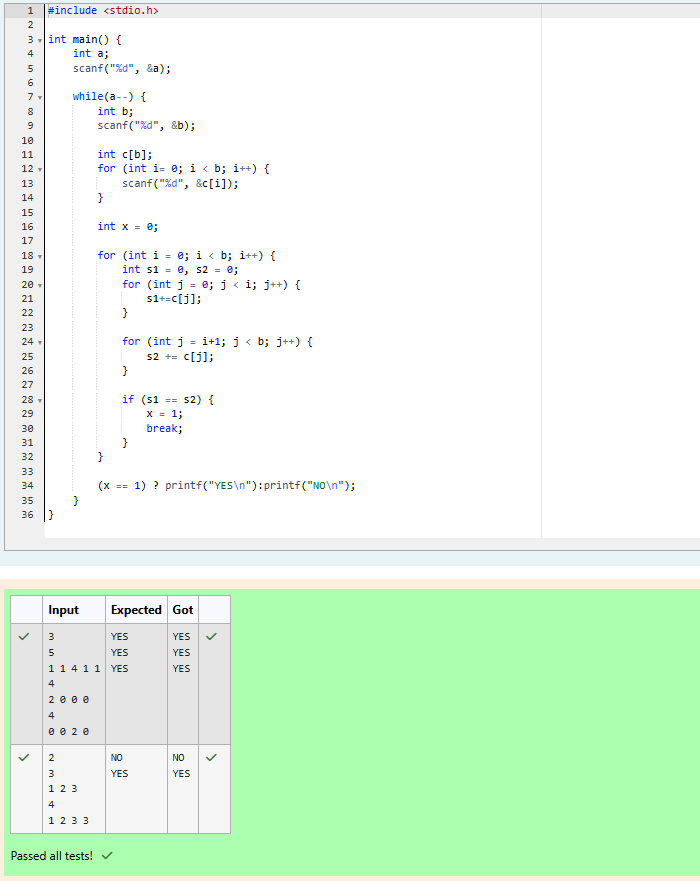 1 #include <stdio.h>
2
3 int main() {
4 int a;
5 scanf("%d", &a);
6
7 while(a--) {
8 int b;
9 scanf("%d", &b);
10
11 int c[b];
12 for (int i= 0; i < b; i++) {
13 scanf("%d", &c[i]);
14 }
15
16 int x = 0;
17
18 for (int i = 0; i < b; i++) {
19 int s1 = 0, s2 = 0;
20 for (int j = 0; j < i; j++) {
21 s1+=c[j];
22 }
23
24 for (int j = i+1; j < b; j++) {
25 s2 += c[j];
26 }
27
28 if (s1 == s2) {
29 x = 1;
30 break;
31 }
32 }
33
34 (x == 1) ? printf("YES\n"):printf("NO\n");
35 }
36 }
Input Expected Got
3 YES YES
5 YES YES
1 1 4 1 1 YES YES
4
2 0 0 0
4
0 0 2 0
2 NO NO
3 YES YES
1 2 3
4
1 2 3 3
Passed all tests!